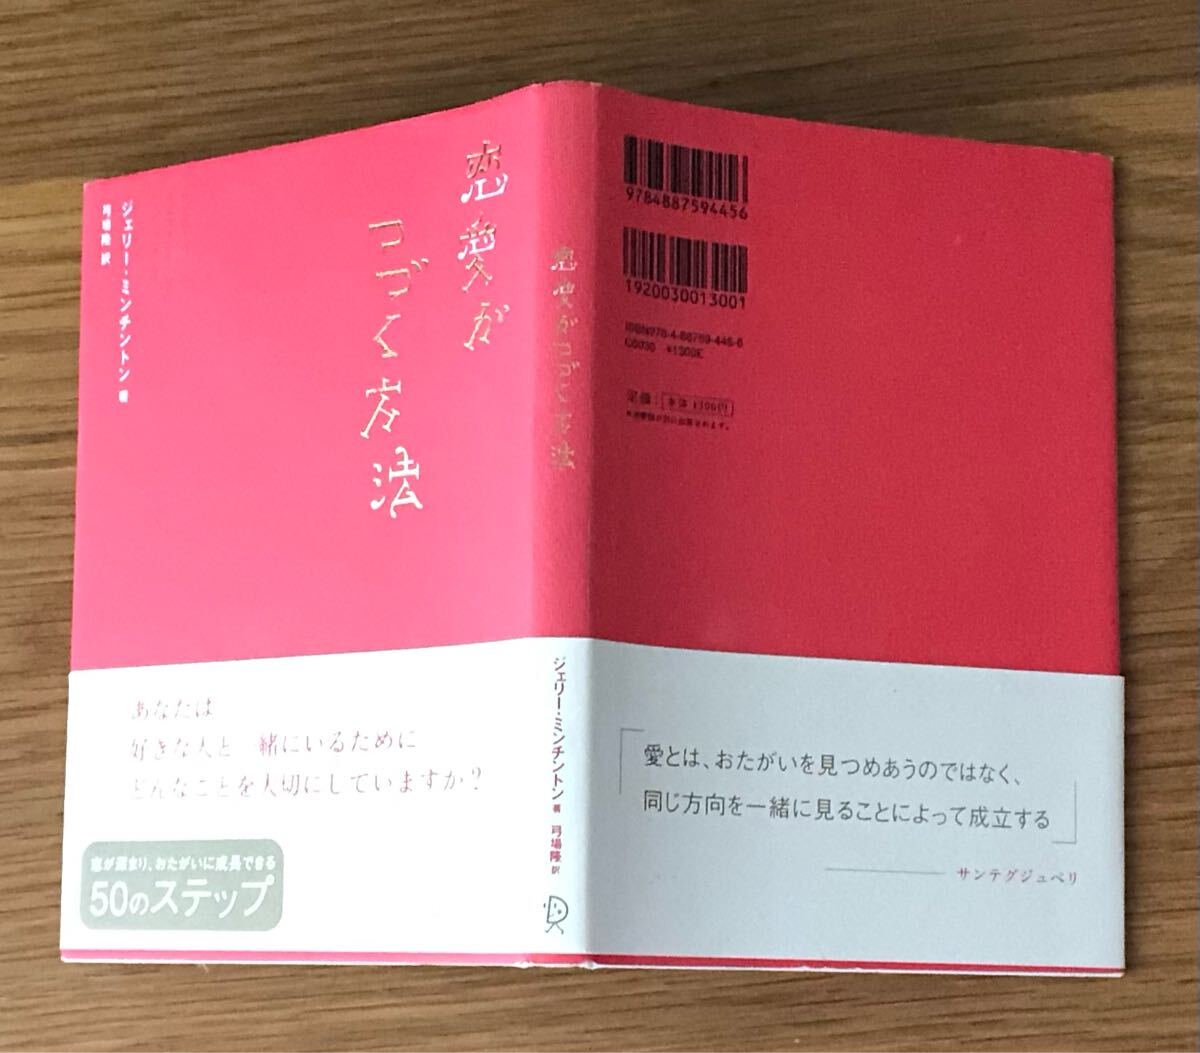 恋愛が
つづく方法
ジェリー・ミンチントン 著
弓場隆 訳
あなたは
好きな人と一緒にいるために
どんなことを大切にしていますか?
恋が深まり、おたがいに成長できる
50のステップ
恋愛がつづく方法
ジェリー・ミンチントン 著 弓場隆 訳
9784887594456
1920030013001
ISBN978-4-88759-445-6
C0030 ¥1300E
定価:本体 1300円
「愛とは、おたがいを見つめあうのではなく、
同じ方向を一緒に見ることによって成立する」
サンテグジュペリ